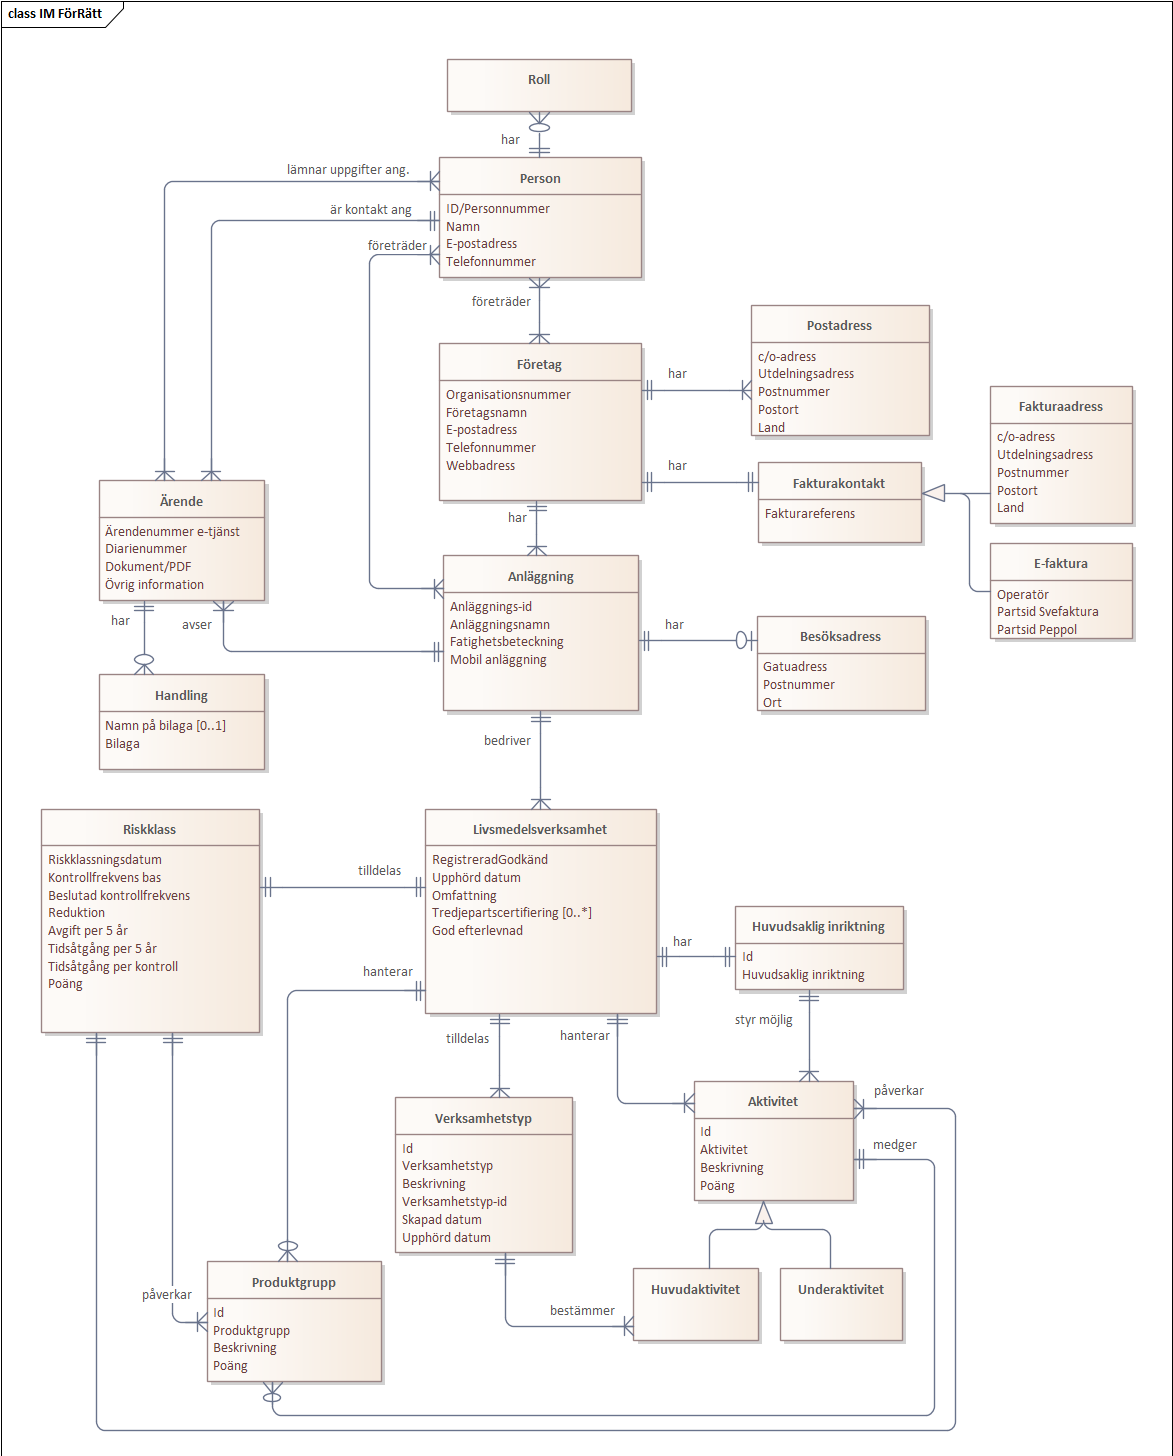 class IM FörRätt
Roll
har
lämnar uppgifter ang.
Person
är kontakt ang
ID/Personnummer
Namn
E-postadress
Telefonnummer
företräder
företräder
Postadress
c/o-adress
Utdelningsadress
Postnummer
Postort
Land
Företag
Organisationsnummer
Företagsnamn
E-postadress
Telefonnummer
Webbadress
har
har
Fakturaadress
c/o-adress
Utdelningsadress
Postnummer
Postort
Land
Fakturakontakt
Fakturareferens
Ärende
Ärendenummer e-tjänst
Diarienummer
Dokument/PDF
Övrig information
har
E-faktura
Operatör
Partsid Svefaktura
Partsid Peppol
Anläggning
Anläggnings-id
Anläggningsnamn
Fatighetsbeteckning
Mobil anläggning
har
avser
har
Besöksadress
Gatuadress
Postnummer
Ort
Handling
Namn på bilaga [0..1]
Bilaga
bedriver
Riskklass
Riskklassningsdatum
Kontrollfrekvens bas
Beslutad kontrollfrekvens
Reduktion
Avgift per 5 år
Tidsåtgång per 5 år
Tidsåtgång per kontroll
Poäng
tilldelas
Livsmedelsverksamhet
RegistreradGodkänd
Upphörd datum
Omfattning
Tredjepartscertifiering [0..*]
God efterlevnad
har
Huvudsaklig inriktning
Id
Huvudsaklig inriktning
hanterar
styr möjlig
tilldelas
hanterar
Verksamhetstyp
Id
Verksamhetstyp
Beskrivning
Verksamhetstyp-id
Skapad datum
Upphörd datum
Aktivitet
Id
Aktivitet
Beskrivning
Poäng
påverkar
medger
Produktgrupp
Id
Produktgrupp
Beskrivning
Poäng
påverkar
bestämmer
Huvudaktivitet
Underaktivitet